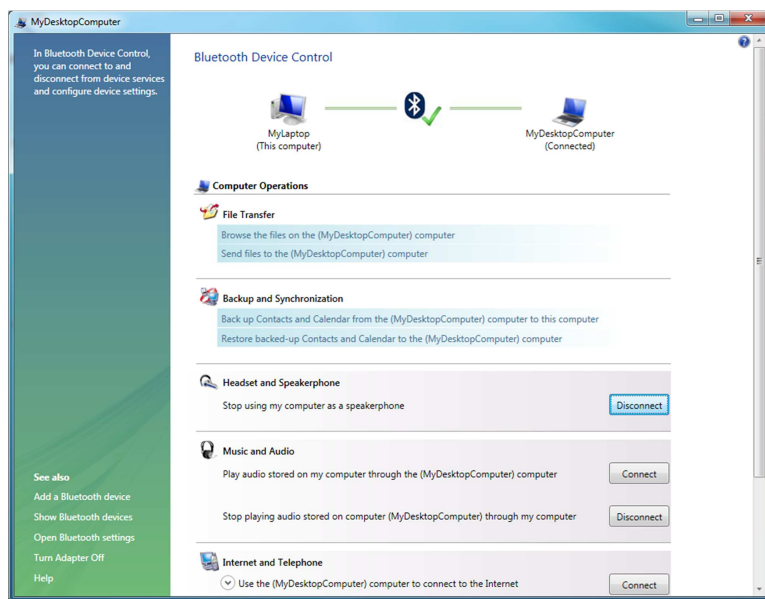 MyDesktopComputer
In Bluetooth Device Control,
you can connect to and
disconnect from device services
and configure device settings.
Bluetooth Device Control
MyLaptop
(This computer)
MyDesktopComputer
(Connected)
Computer Operations
File Transfer
Browse the files on the (MyDesktopComputer) computer
Send files to the (MyDesktopComputer) computer
Backup and Synchronization
Back up Contacts and Calendar from the (MyDesktopComputer) computer to this computer
Restore backed-up Contacts and Calendar to the (MyDesktopComputer) computer
Headset and Speakerphone
Stop using my computer as a speakerphone
Disconnect
Music and Audio
Play audio stored on my computer through the (MyDesktopComputer) computer
Connect
Stop playing audio stored on computer (MyDesktopComputer) through my computer
Disconnect
Internet and Telephone
Use the (MyDesktopComputer) computer to connect to the Internet
Connect
See also
Add a Bluetooth device
Show Bluetooth devices
Open Bluetooth settings
Turn Adapter Off
Help